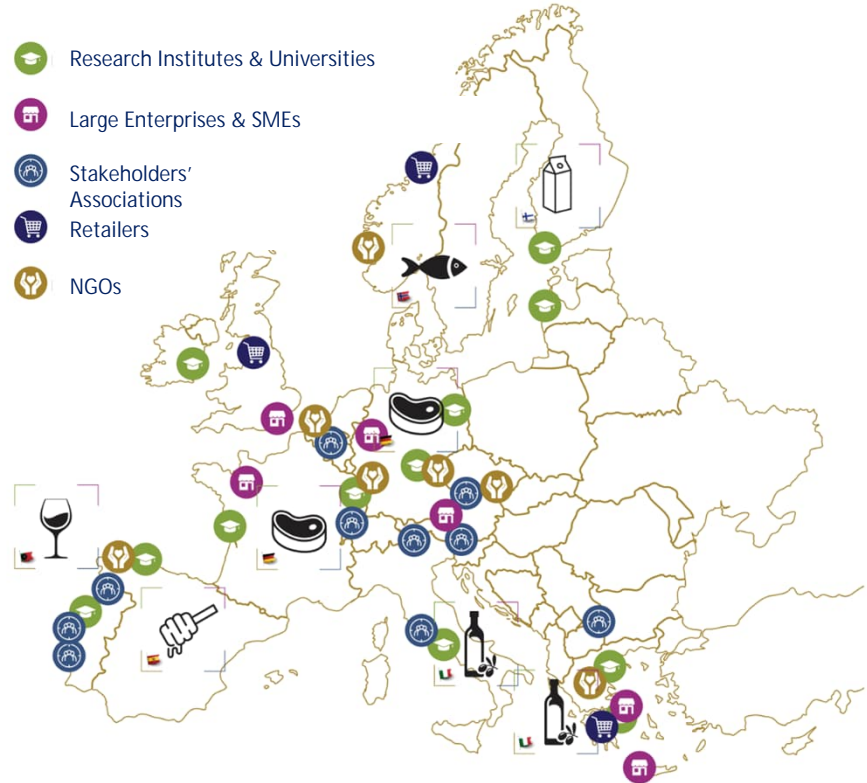 Research Institutes & Universities
Large Enterprises & SMEs
Stakeholders'
Associations
Retailers
NGOs